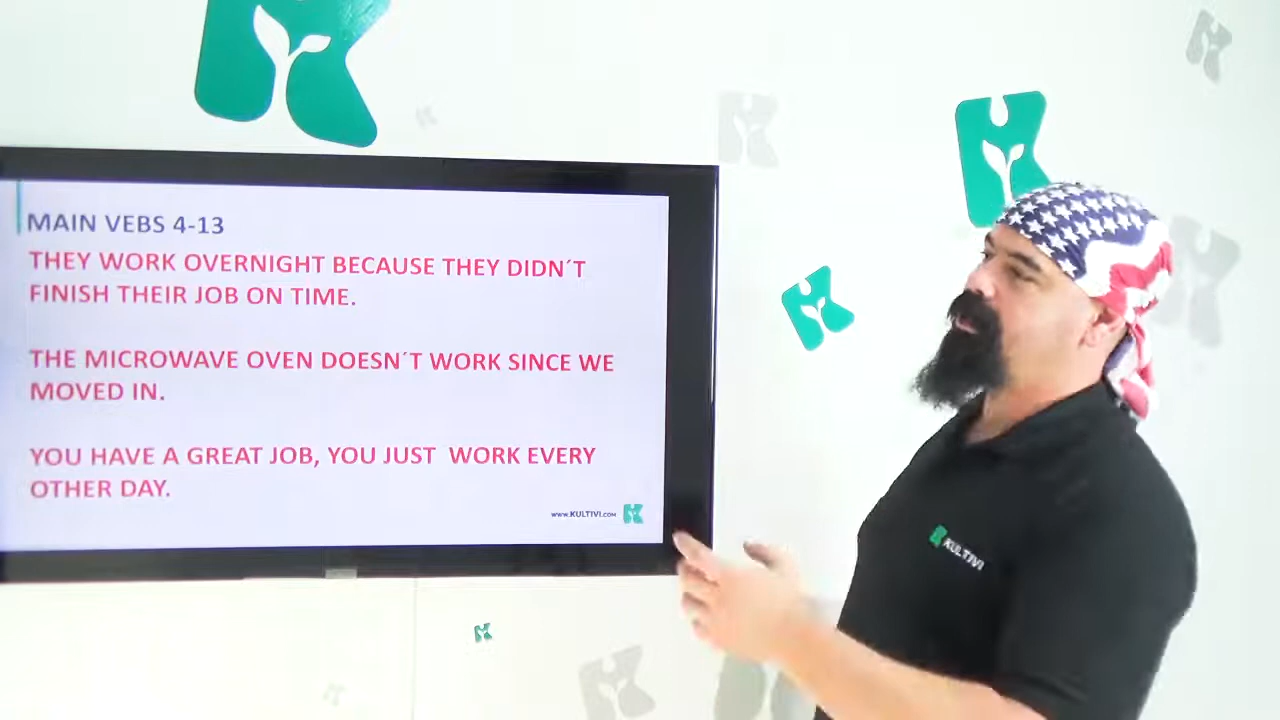 MAIN VEBS 4-13
THEY WORK OVERNIGHT BECAUSE THEY DIDN´T
FINISH THEIR JOB ON TIME.
THE MICROWAVE OVEN DOESN´T WORK SINCE WE
MOVED IN.
YOU HAVE A GREAT JOB, YOU JUST WORK EVERY
OTHER DAY.
www.KULTIVI.COM
KULTIVI